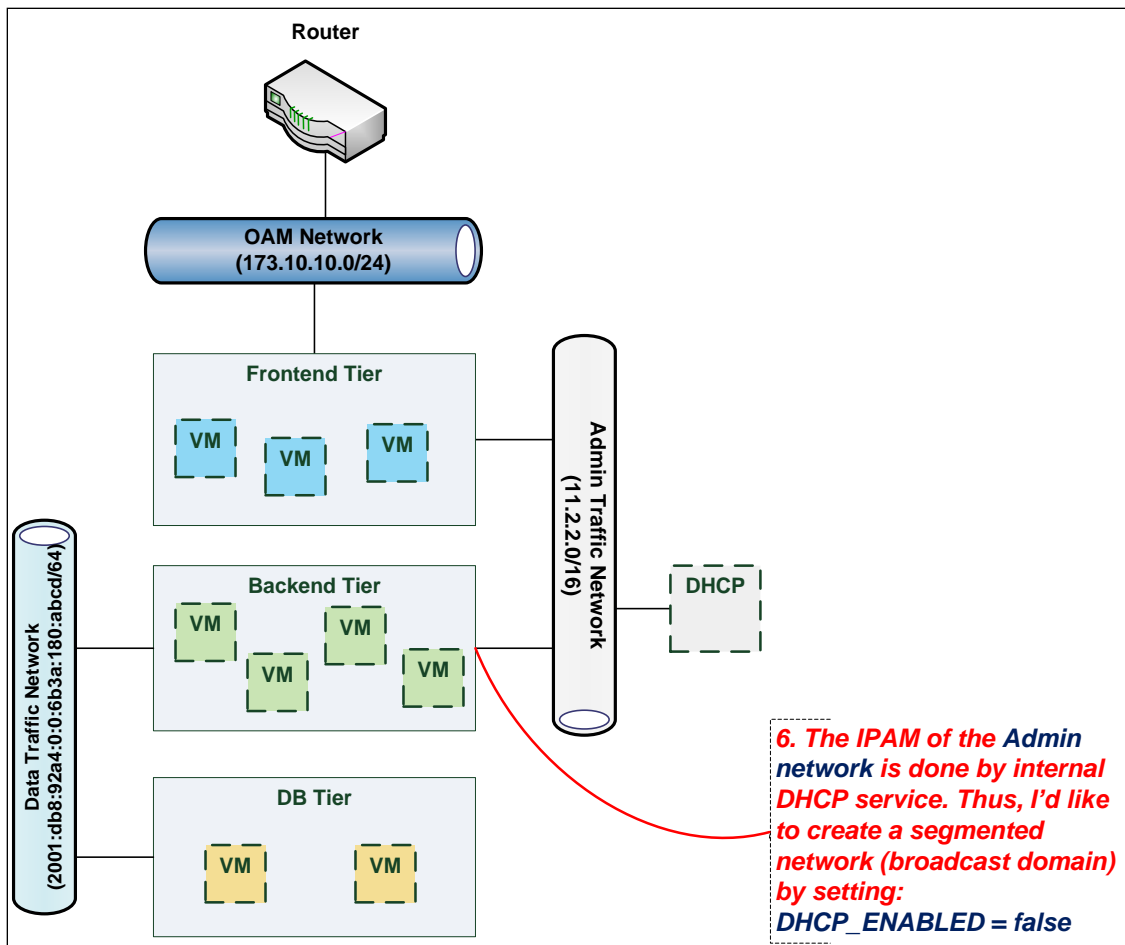 Router
OAM Network
(173.10.10.0/24)
Frontend Tier
VM
VM
VM
Admin Traffic Network
(11.2.2.0/16)
Backend Tier
VM
VM
VM
VM
DHCP
Data Traffic Network
(2001:db8:92a4:0:0:6b3a:180:abcd/64)
DB Tier
VM
VM
6. The IPAM of the Admin
network is done by internal
DHCP service. Thus, I’d like
to create a segmented
network (broadcast domain)
by setting:
DHCP_ENABLED = false